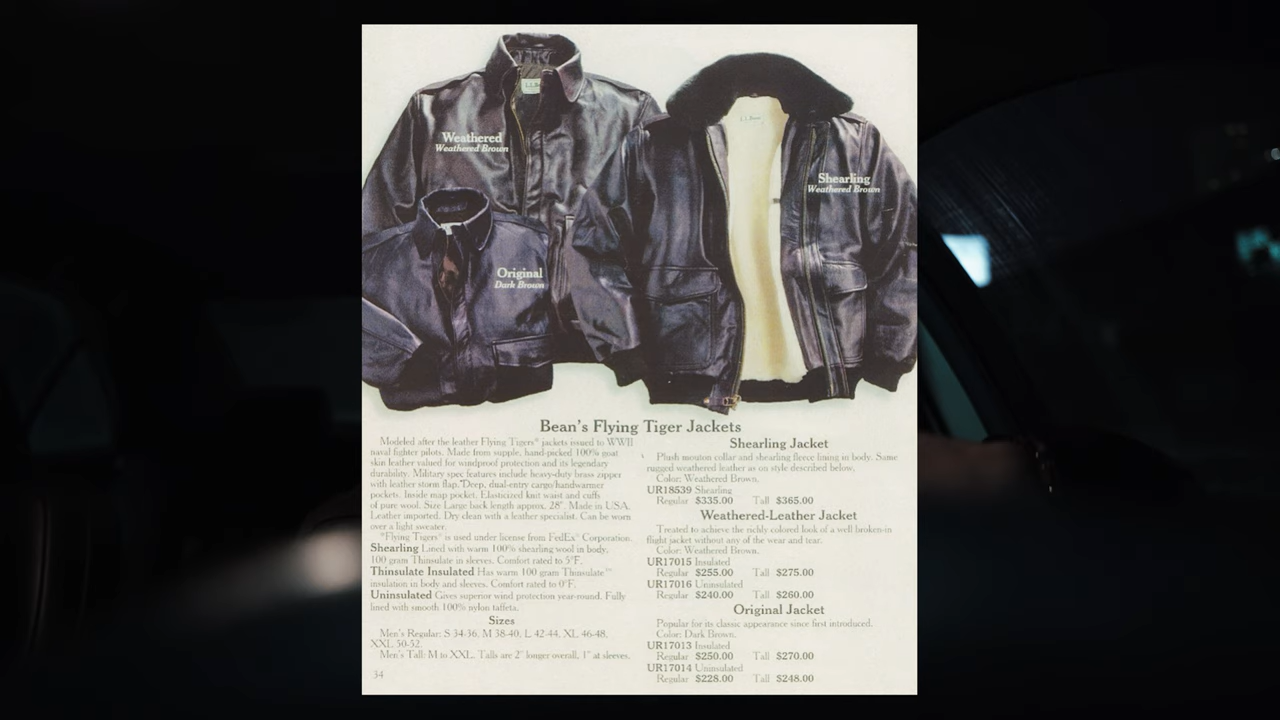 Weathered
Weathered Brown
Shearling
Weathered Brown
Original
Dark Brown
Bean's Flying Tiger Jackets
Modeled after the leather Flying Tigers® jackets issued to WWII
naval fighter pilots. Made from supple, hand-picked 100% goat
skin leather valued for windproof protection and its legendary
durability. Military spec features include heavy-duty brass zipper
with leather storm flap. Deep, dual-entry cargo/handwarmer
pockets. Inside map pocket. Elasticized knit waist and cuffs
of pure wool. Size Large back length approx. 28". Made in USA.
Leather imported. Dry clean with a leather specialist. Can be worn
over a light sweater.
"Flying Tigers" is used under license from FedEx® Corporation.
Shearling Lined with warm 100% shearling wool in body,
100 gram Thinsulate in sleeves. Comfort rated to 5°F.
Thinsulate Insulated Has warm 100 gram Thinsulate™
insulation in body and sleeves. Comfort rated to 0°F.
Uninsulated Gives superior wind protection year-round. Fully
lined with smooth 100% nylon taffeta.
Sizes
Men's Regular: S 34-36, M 38-40, L 42-44, XL 46-48,
XXL 50-52.
Men's Tall: M to XXL. Talls are 2" longer overall, 1" at sleeves.
34
Shearling Jacket
Plush mouton collar and shearling fleece lining in body. Same
rugged weathered leather as on style described below.
Color: Weathered Brown.
UR18539 Shearling
Regular $335.00 Tall $365.00
Weathered-Leather Jacket
Treated to achieve the richly colored look of a well broken-in
flight jacket without any of the wear and tear.
Color: Weathered Brown.
UR17015 Insulated
Regular $255.00 Tall $275.00
UR17016 Uninsulated
Regular $240.00 Tall $260.00
Original Jacket
Popular for its classic appearance since first introduced.
Color: Dark Brown.
UR17013 Insulated
Regular $250.00 Tall $270.00
UR17014 Uninsulated
Regular $228.00 Tall $248.00